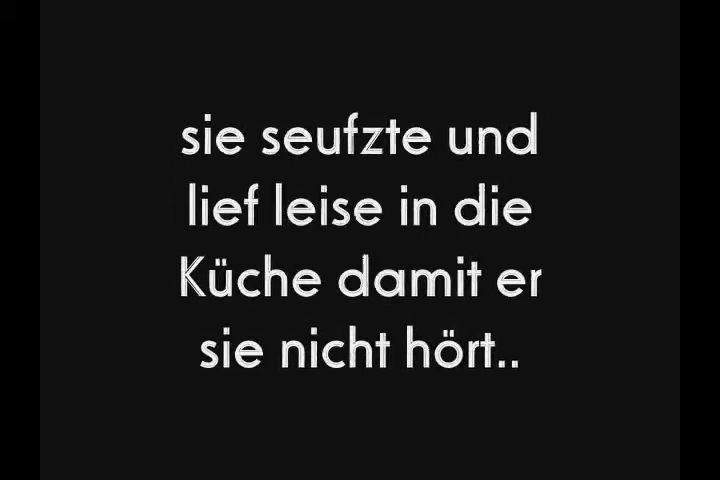 sie seufzte und
lief leise in die
Küche damit er
sie nicht hört..